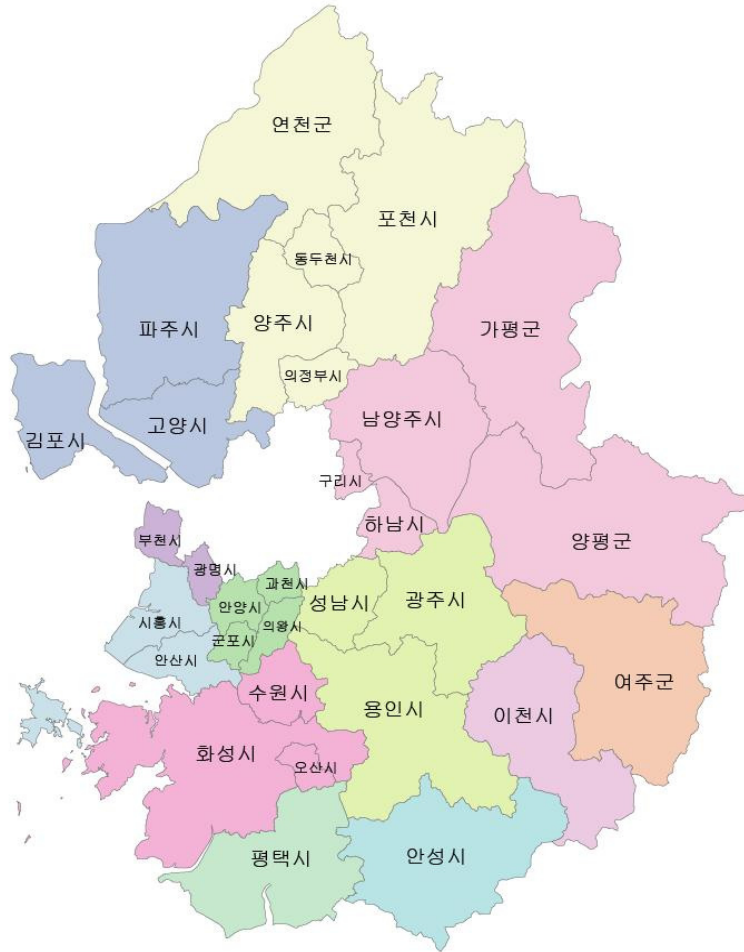 연천군
포천시
동두천시
파주시
양주시
가평군
의정부시
김포시
고양시
남양주시
구리시
하남시
양평군
부천시
광명시
과천시
안양시
성남시
광주시
시흥시
의왕시
군포시
안산시
수원시
용인시
이천시
여주군
화성시
오산시
평택시
안성시